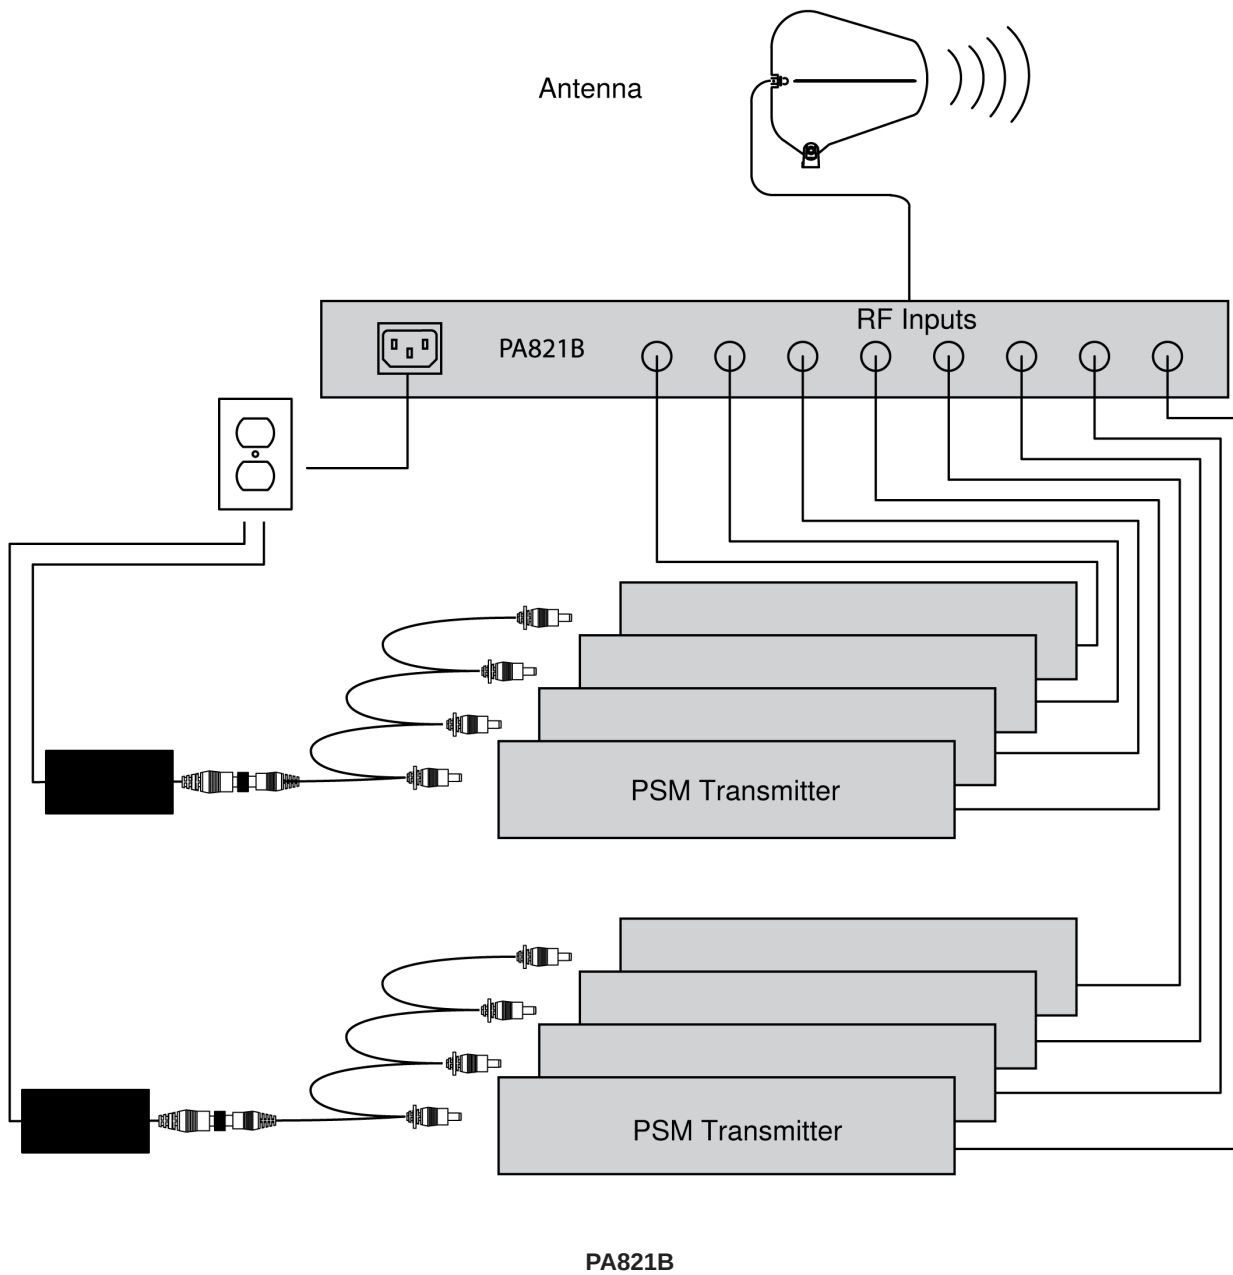 Antenna
RF Inputs
PA821B
PSM Transmitter
PSM Transmitter
PA821B